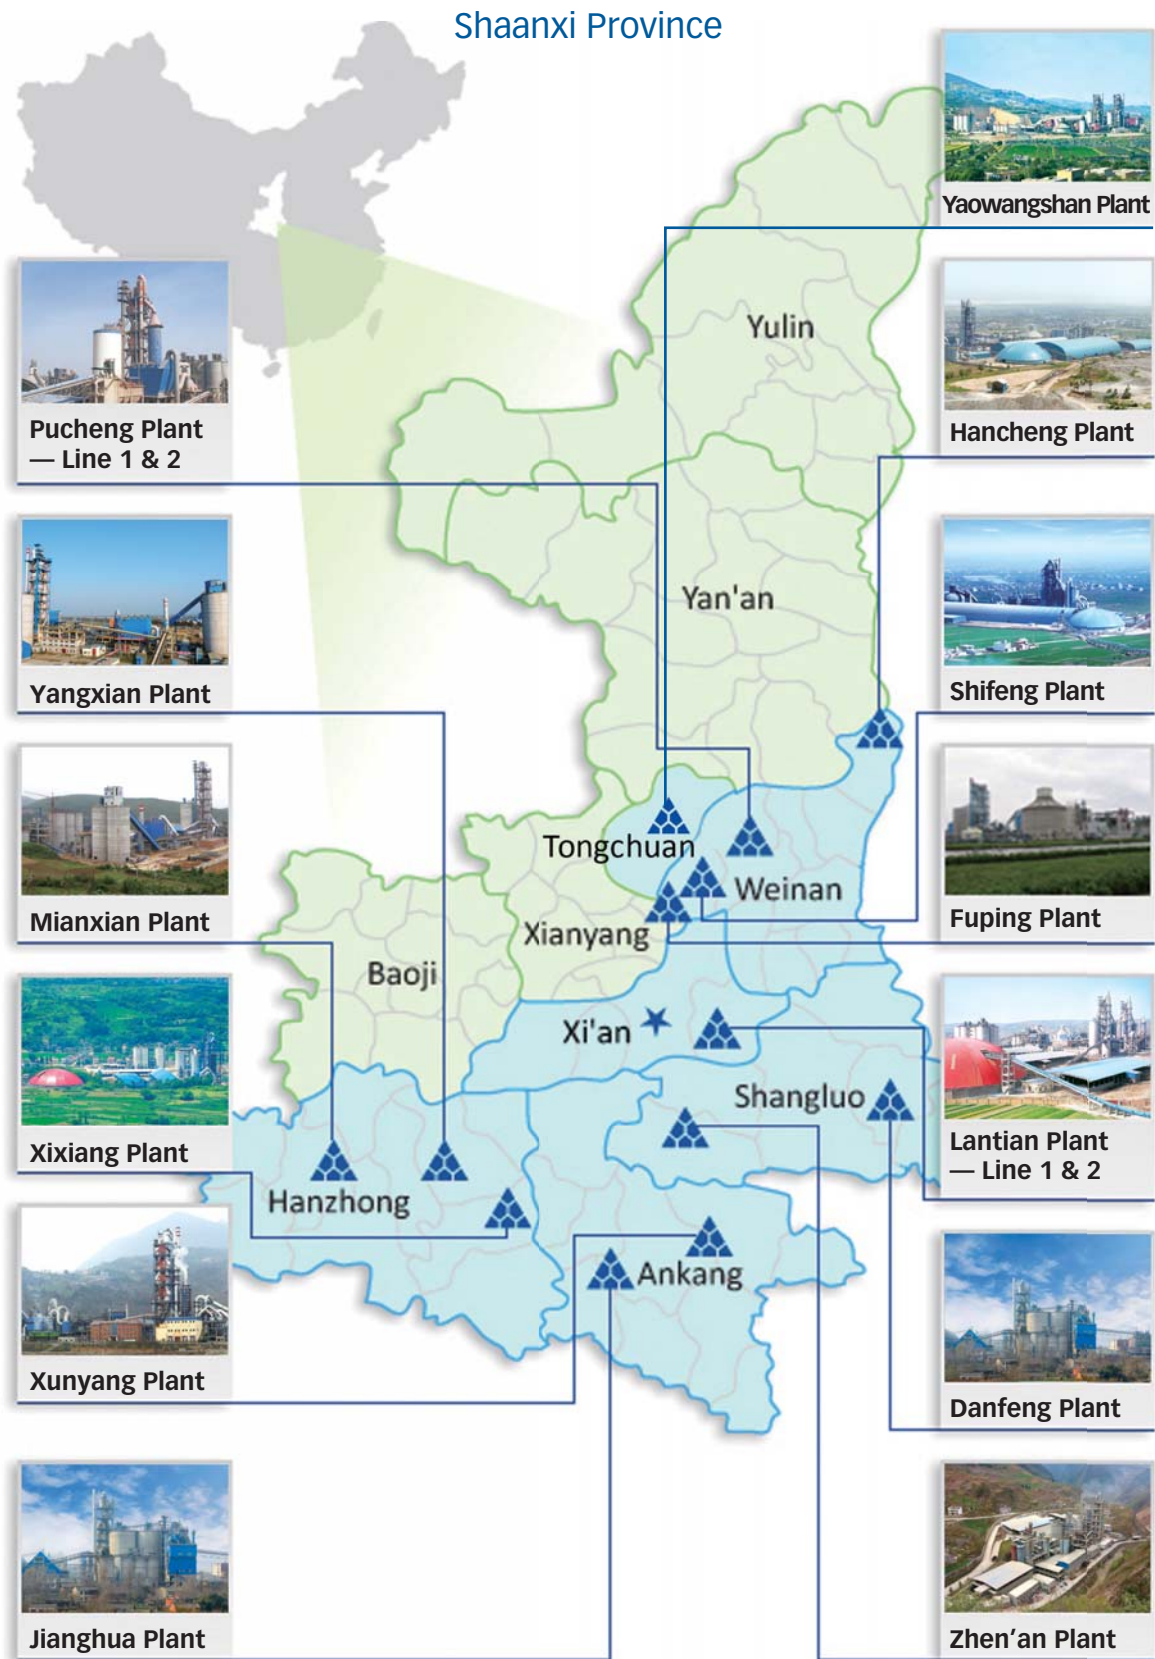 Shaanxi Province
Yaowangshan Plant
Pucheng Plant
— Line 1 & 2
Hancheng Plant
Yangxian Plant
Shifeng Plant
Mianxian Plant
Fuping Plant
Xixiang Plant
Lantian Plant
— Line 1 & 2
Xunyang Plant
Danfeng Plant
Jianghua Plant
Zhen'an Plant
Yulin
Yan'an
Tongchuan
Weinan
Xianyang
Baoji
Xi'an
Shangluo
Hanzhong
Ankang